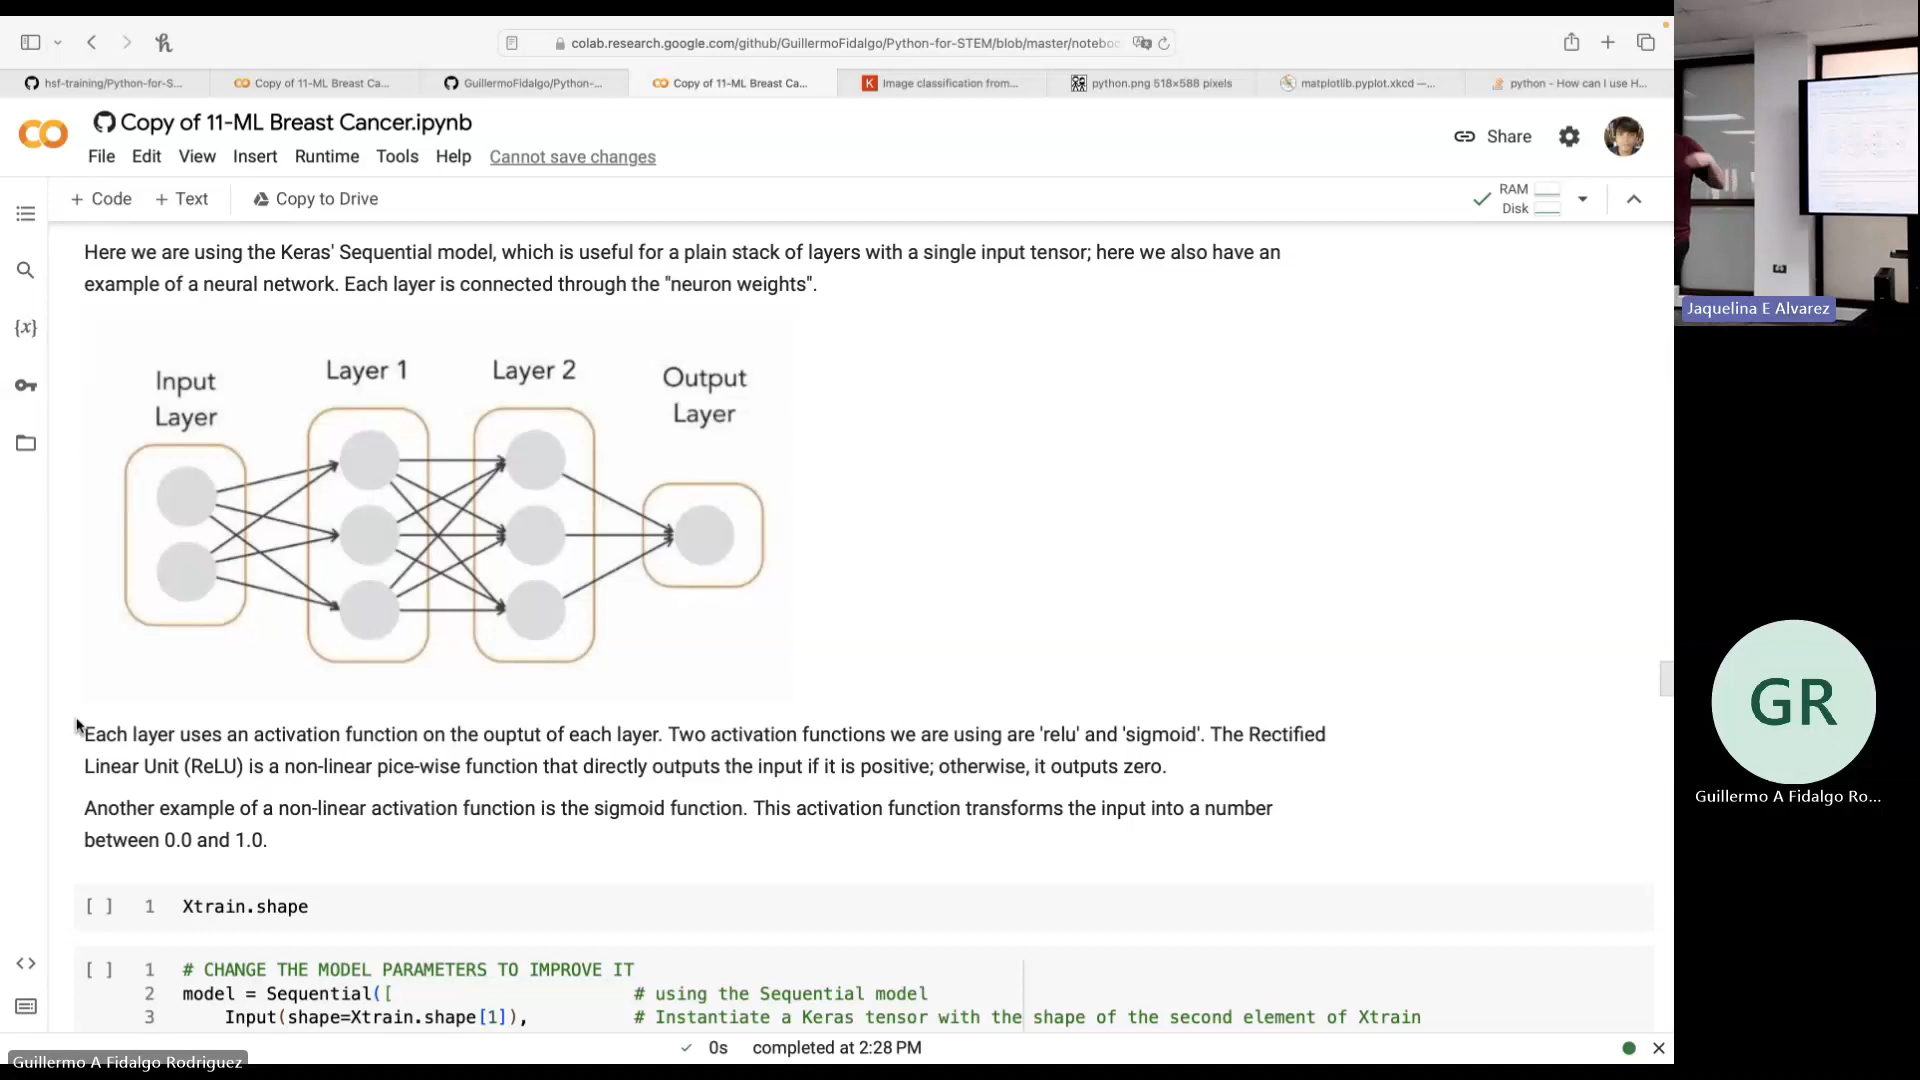 colab.research.google.com/github/GuillermoFidalgo/Python-for-STEM/blob/master/noteboo
hsf-training/Python-for-S...
Copy of 11-ML Breast Ca...
GuillermoFidalgo/Python-...
Copy of 11-ML Breast Ca...
Image classification from...
python.png 518×588 pixels
matplotlib.pyplot.xkcd —...
python - How can I use H...
Copy of 11-ML Breast Cancer.ipynb
File Edit View Insert Runtime Tools Help Cannot save changes
Share
+ Code + Text Copy to Drive
RAM
Disk
Here we are using the Keras' Sequential model, which is useful for a plain stack of layers with a single input tensor; here we also have an
example of a neural network. Each layer is connected through the "neuron weights".
Input
Layer
Layer 1
Layer 2
Output
Layer
Each layer uses an activation function on the ouptut of each layer. Two activation functions we are using are 'relu' and 'sigmoid'. The Rectified
Linear Unit (ReLU) is a non-linear pice-wise function that directly outputs the input if it is positive; otherwise, it outputs zero.
Another example of a non-linear activation function is the sigmoid function. This activation function transforms the input into a number
between 0.0 and 1.0.
[ ] 1 Xtrain.shape
[ ] 1 # CHANGE THE MODEL PARAMETERS TO IMPROVE IT
2 model = Sequential([ # using the Sequential model
3 Input(shape=Xtrain.shape[1]), # Instantiate a Keras tensor with the shape of the second element of Xtrain
0s completed at 2:28 PM
Guillermo A Fidalgo Rodriguez
Jaquelina E Alvarez
GR
Guillermo A Fidalgo Ro...